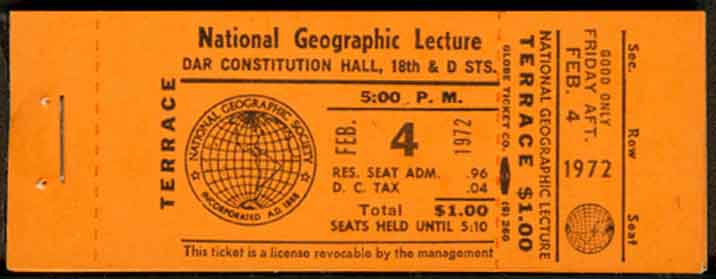 TERRACE
National Geographic Lecture
DAR CONSTITUTION HALL, 18th & D STS.
NATIONAL GEOGRAPHIC SOCIETY
INCORPORATED A.D. 1888
5:00 P. M.
FEB. 4 1972
RES. SEAT ADM. .96
D. C. TAX .04
Total $1.00
SEATS HELD UNTIL 5:10
This ticket is a license revocable by the management
GLOBE TICKET CO.
(6) 260
TERRACE $1.00
NATIONAL GEOGRAPHIC LECTURE
GOOD ONLY
FRIDAY AFT.
FEB. 4
1972
Sec. Row Seat